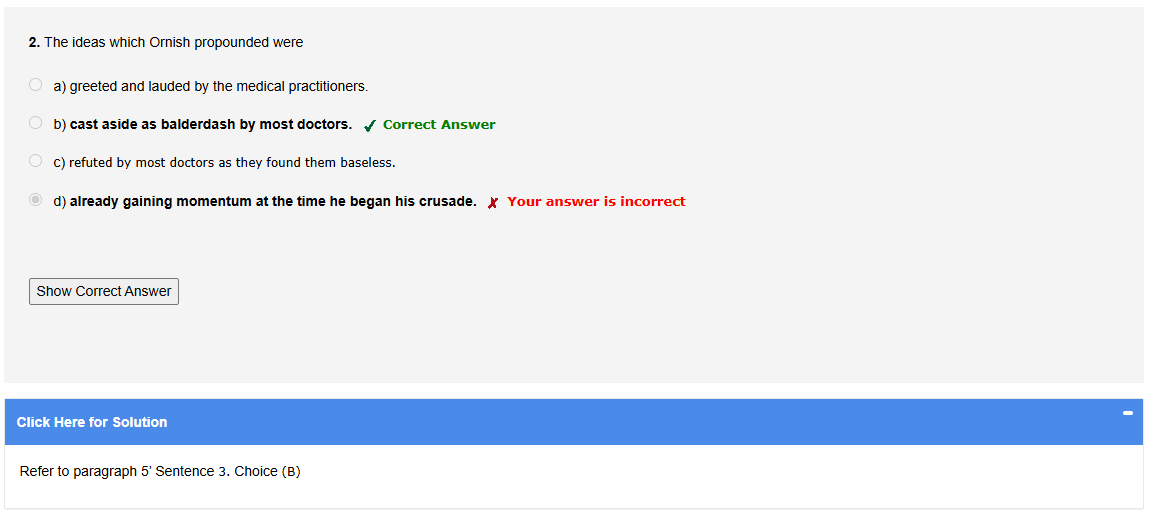 2. The ideas which Ornish propounded were
a) greeted and lauded by the medical practitioners.
b) cast aside as balderdash by most doctors. ✓ Correct Answer
c) refuted by most doctors as they found them baseless.
d) already gaining momentum at the time he began his crusade. ✗ Your answer is incorrect
Show Correct Answer
Click Here for Solution
Refer to paragraph 5' Sentence 3. Choice (B)